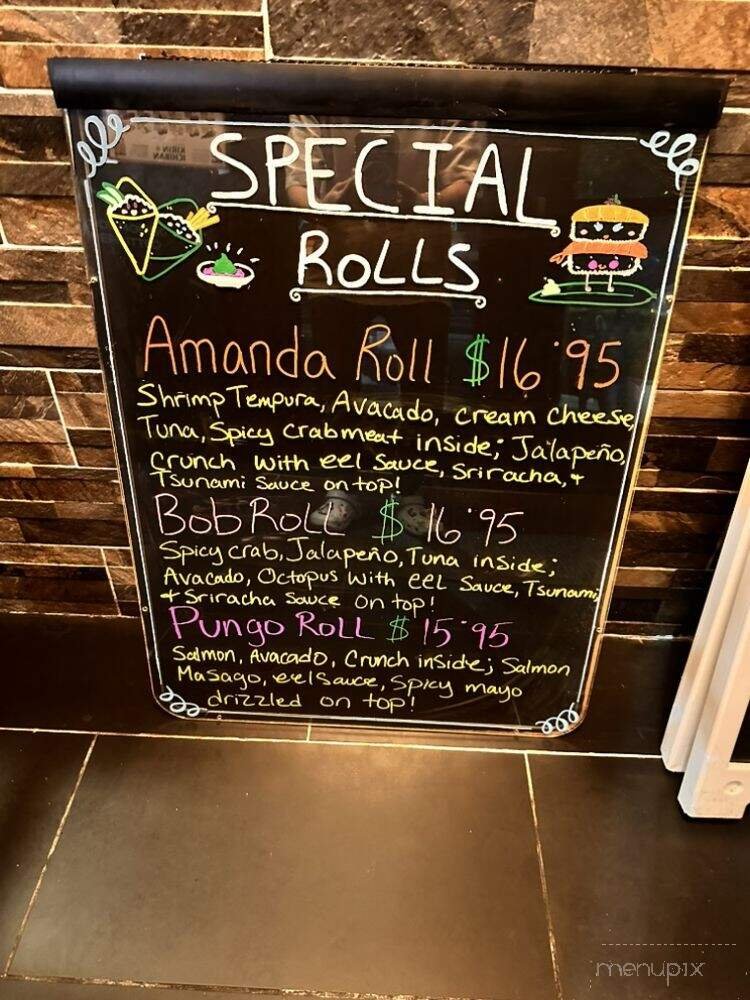 SPECIAL
ROLLS
Amanda Roll $16.95
Shrimp Tempura, Avacado, cream cheese,
Tuna, Spicy crabmeat inside; Jalapeño,
Crunch with eel Sauce, Sriracha, +
Tsunami Sauce on top!
Bob Roll $16.95
Spicy crab, Jalapeño, Tuna inside;
Avacado, Octopus with eel Sauce, Tsunami,
+ Sriracha Sauce on top!
Pungo Roll $15.95
Salmon, Avacado, Crunch inside; Salmon
Masago, eel Sauce, Spicy mayo
drizzled on top!
menupix